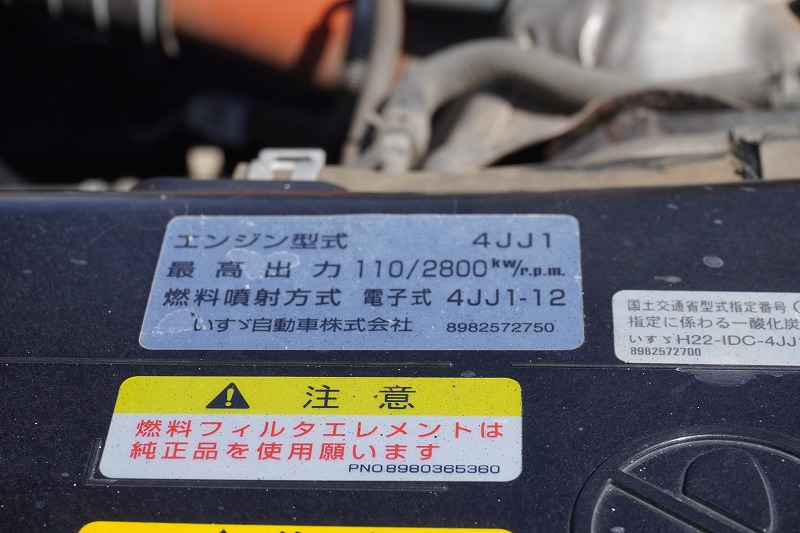 エンジン型式 4JJ1
最高出力 110/2800kW/r.p.m.
燃料噴射方式 電子式 4JJ1-12
いすゞ自動車株式会社 8982572750
国土交通省型式指定番号
指定に係わる一酸化炭
いすゞH22-IDC-4JJ
8982572700
注意
燃料フィルタエレメントは
純正品を使用願います
PNO.8980365360